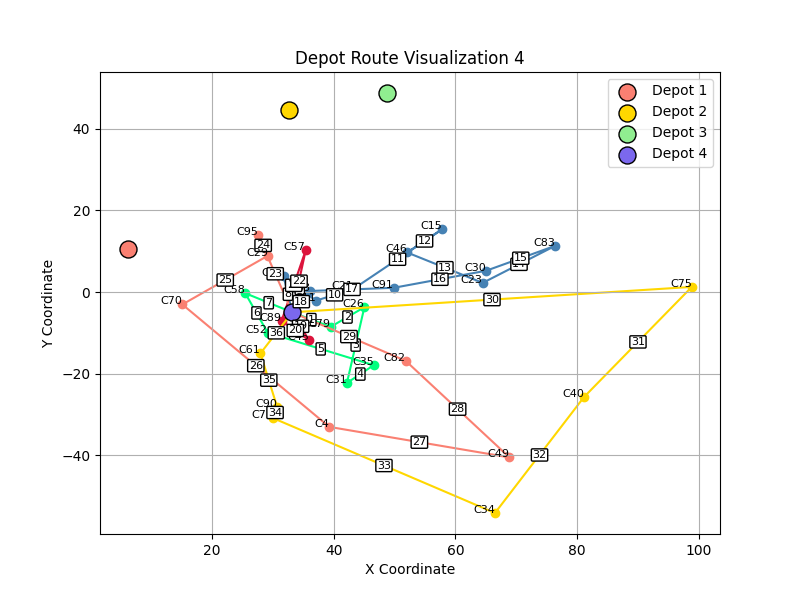 Depot Route Visualization 4
Depot 1
Depot 2
Depot 3
Depot 4
40
20
0
−20
−40
20
40
60
80
100
X Coordinate
Y Coordinate
C95
24
C29
C57
C15
12
C46
11
C83
15
13
C30
16
C23
C91
17
10
23
22
25
C58
C70
7
6
18
C26
2
C75
30
C89
C79
1
C52
36
20
29
3
31
5
C61
C82
C35
4
C31
26
35
C40
C90
34
C7
28
C4
27
C49
32
33
C34